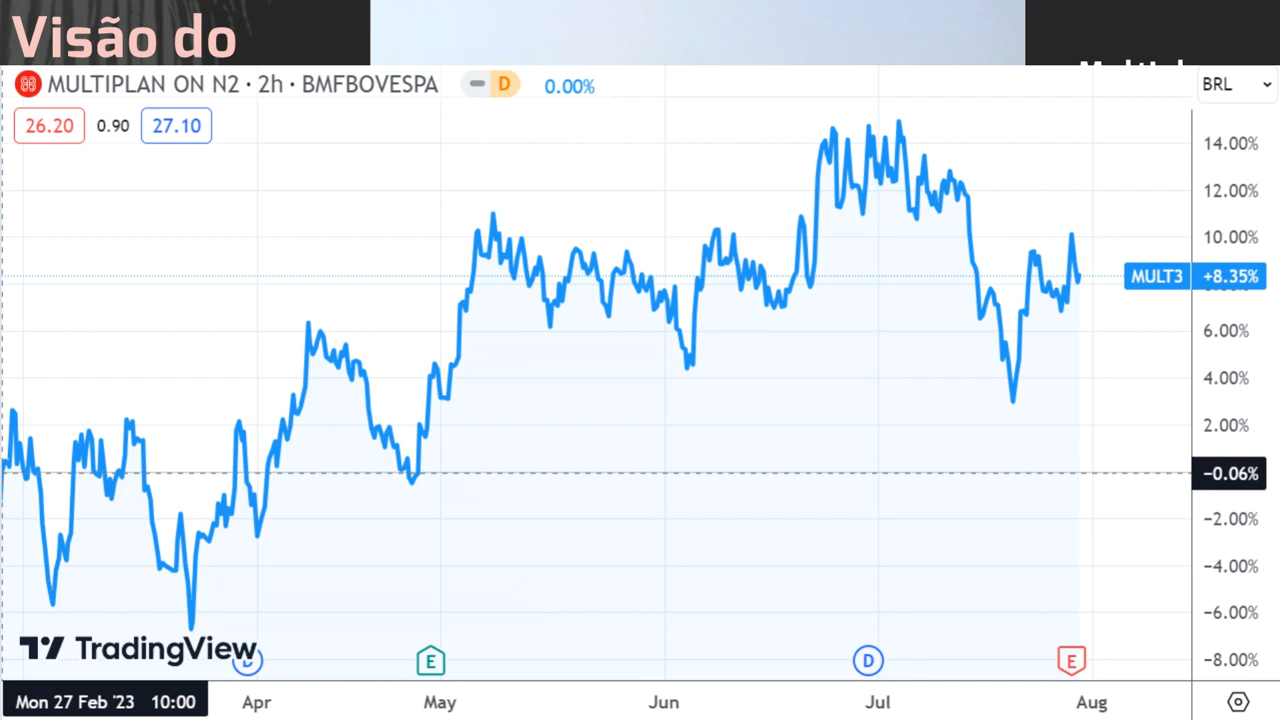 Visão do
MULTIPLAN ON N2 · 2h · BMFBOVESPA
D
0.00%
BRL
26.20
0.90
27.10
14.00%
12.00%
10.00%
MULT3
+8.35%
6.00%
4.00%
2.00%
−0.06%
−2.00%
−4.00%
−6.00%
−8.00%
TradingView
D
E
D
E
Mon 27 Feb '23 10:00
Apr
May
Jun
Jul
Aug